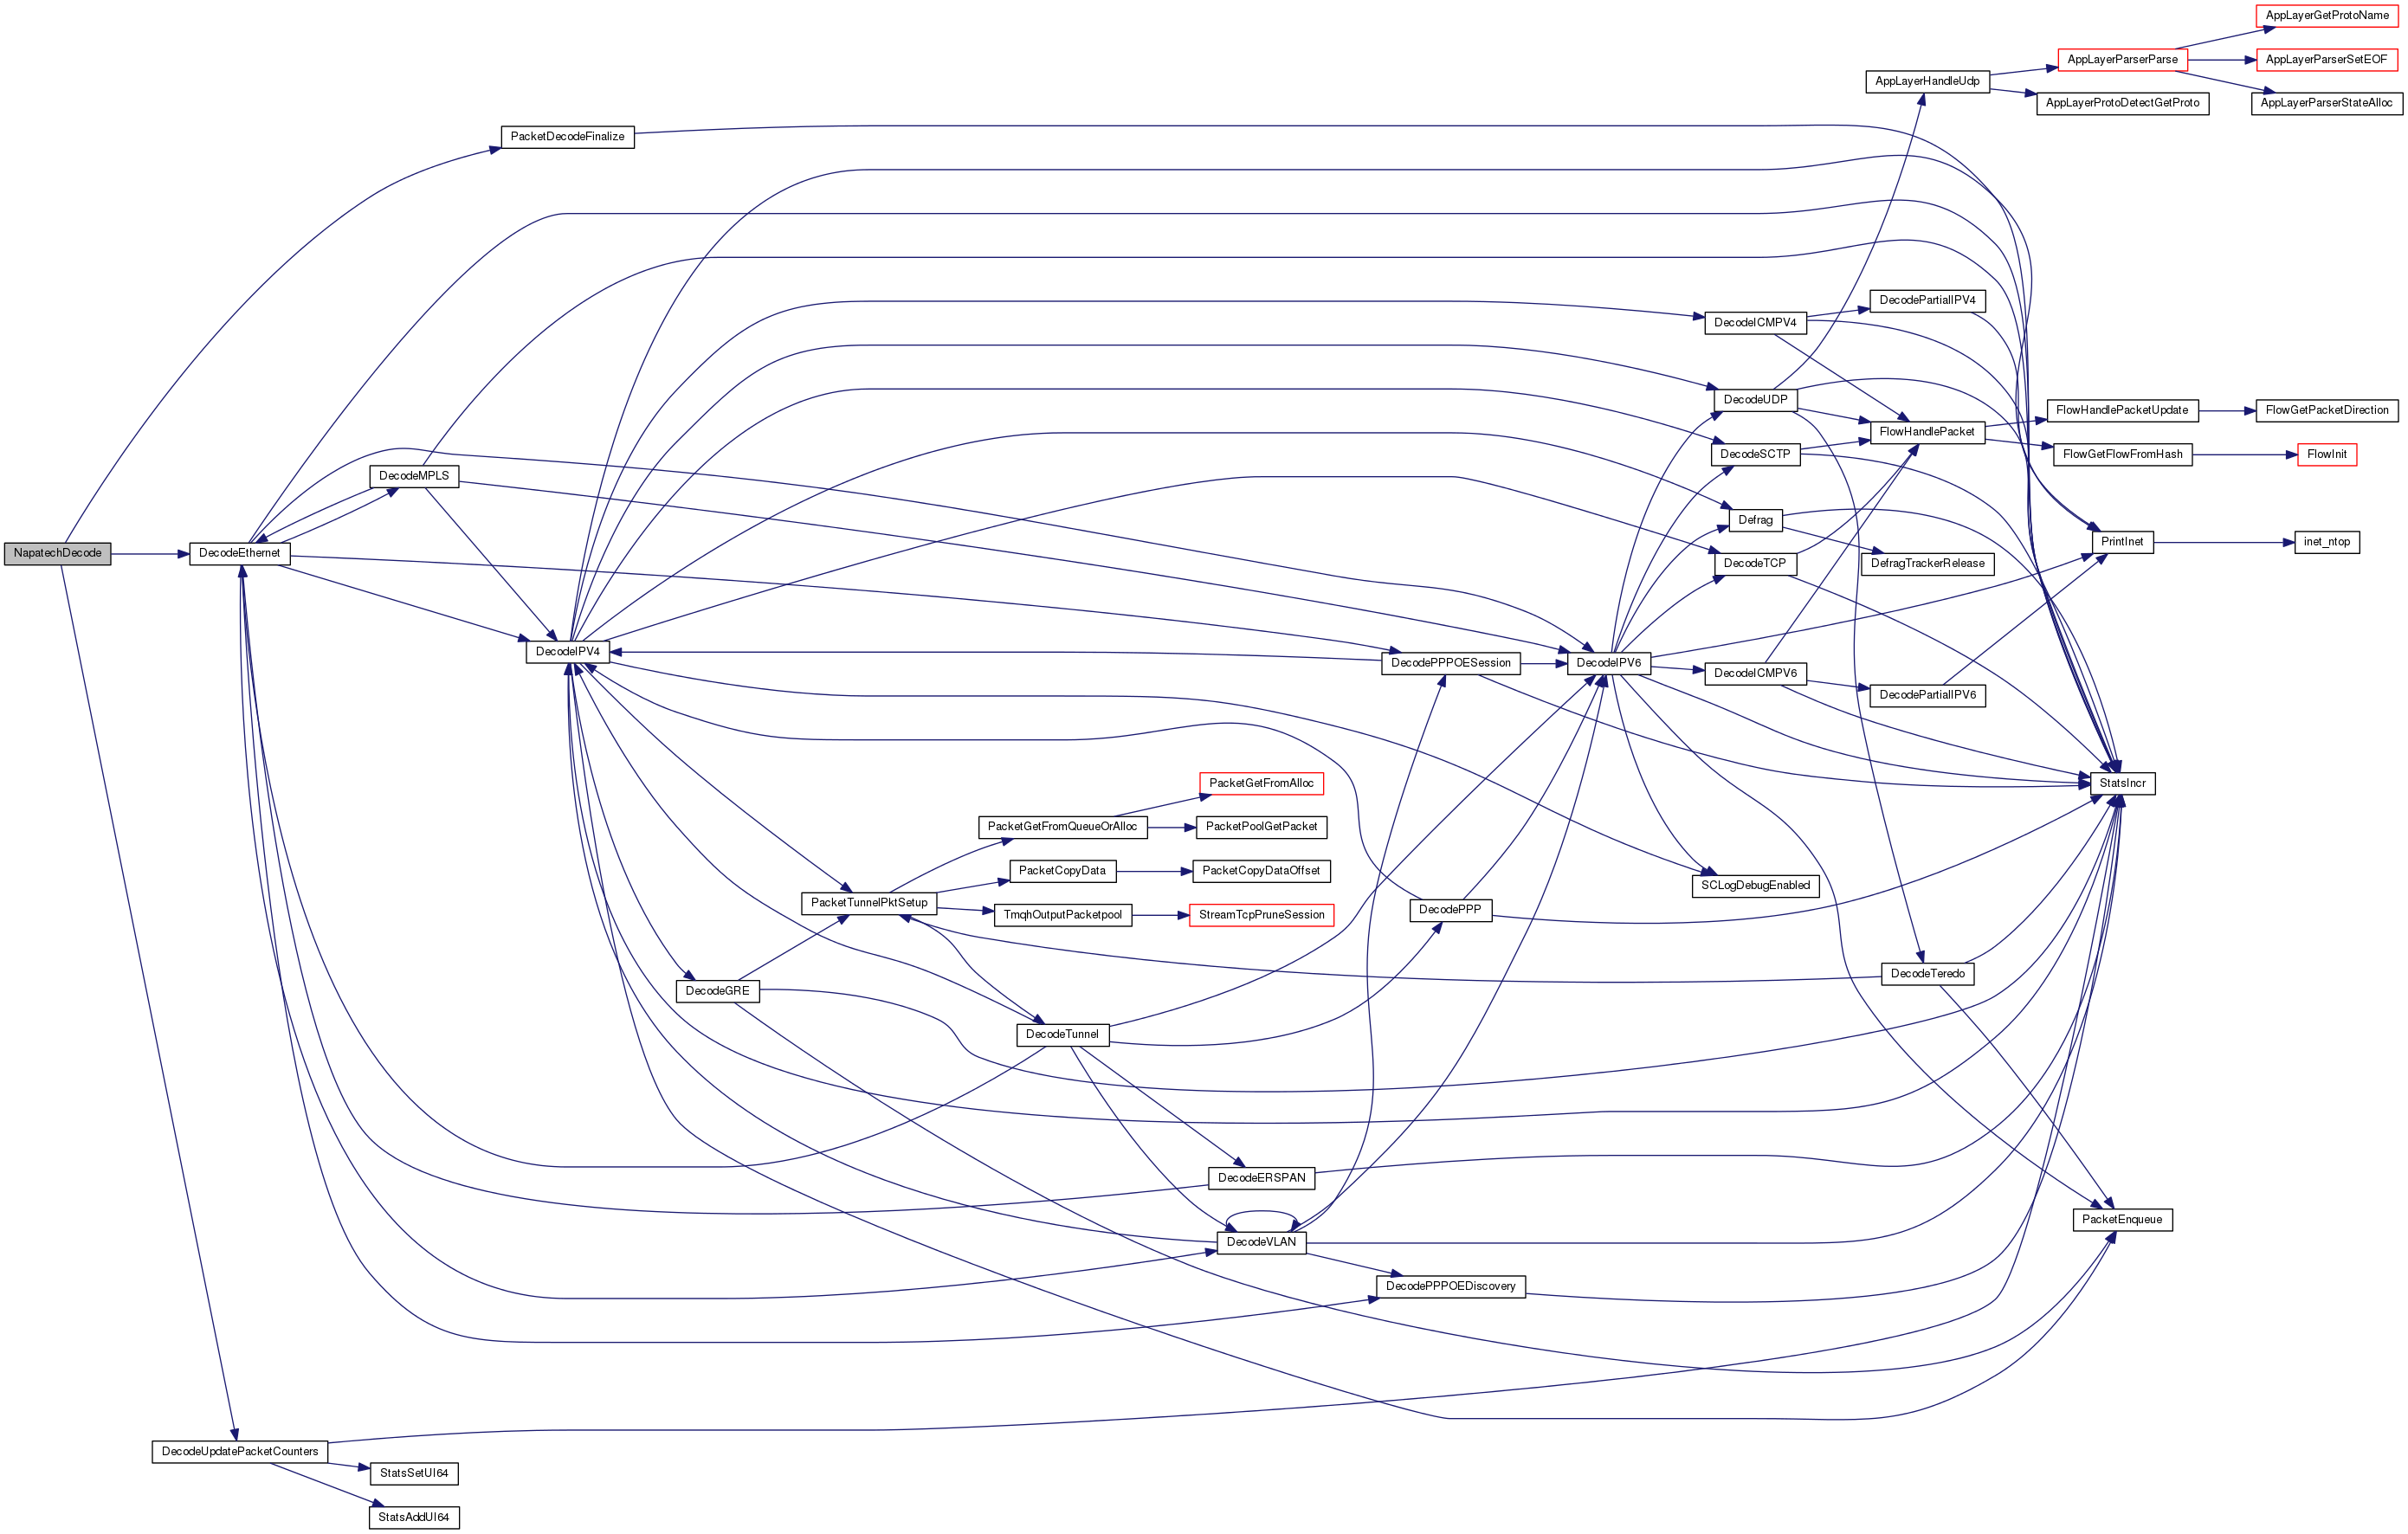 AppLayerGetProtoName
AppLayerParserParse
AppLayerParserSetEOF
AppLayerHandleUdp
AppLayerProtoDetectGetProto
AppLayerParserStateAlloc
PacketDecodeFinalize
DecodePartialIPV4
DecodeICMPV4
DecodeUDP
FlowHandlePacketUpdate
FlowGetPacketDirection
FlowHandlePacket
DecodeSCTP
FlowGetFlowFromHash
FlowInit
DecodeMPLS
Defrag
NapatechDecode
DecodeEthernet
PrintInet
inet_ntop
DecodeTCP
DefragTrackerRelease
DecodeIPV4
DecodePPPOESession
DecodeIPV6
DecodeICMPV6
DecodePartialIPV6
PacketGetFromAlloc
StatsIncr
PacketGetFromQueueOrAlloc
PacketPoolGetPacket
PacketCopyData
PacketCopyDataOffset
SCLogDebugEnabled
PacketTunnelPktSetup
TmqhOutputPacketpool
StreamTcpPruneSession
DecodePPP
DecodeTeredo
DecodeGRE
DecodeTunnel
DecodeERSPAN
PacketEnqueue
DecodeVLAN
DecodePPPOEDiscovery
DecodeUpdatePacketCounters
StatsSetUI64
StatsAddUI64